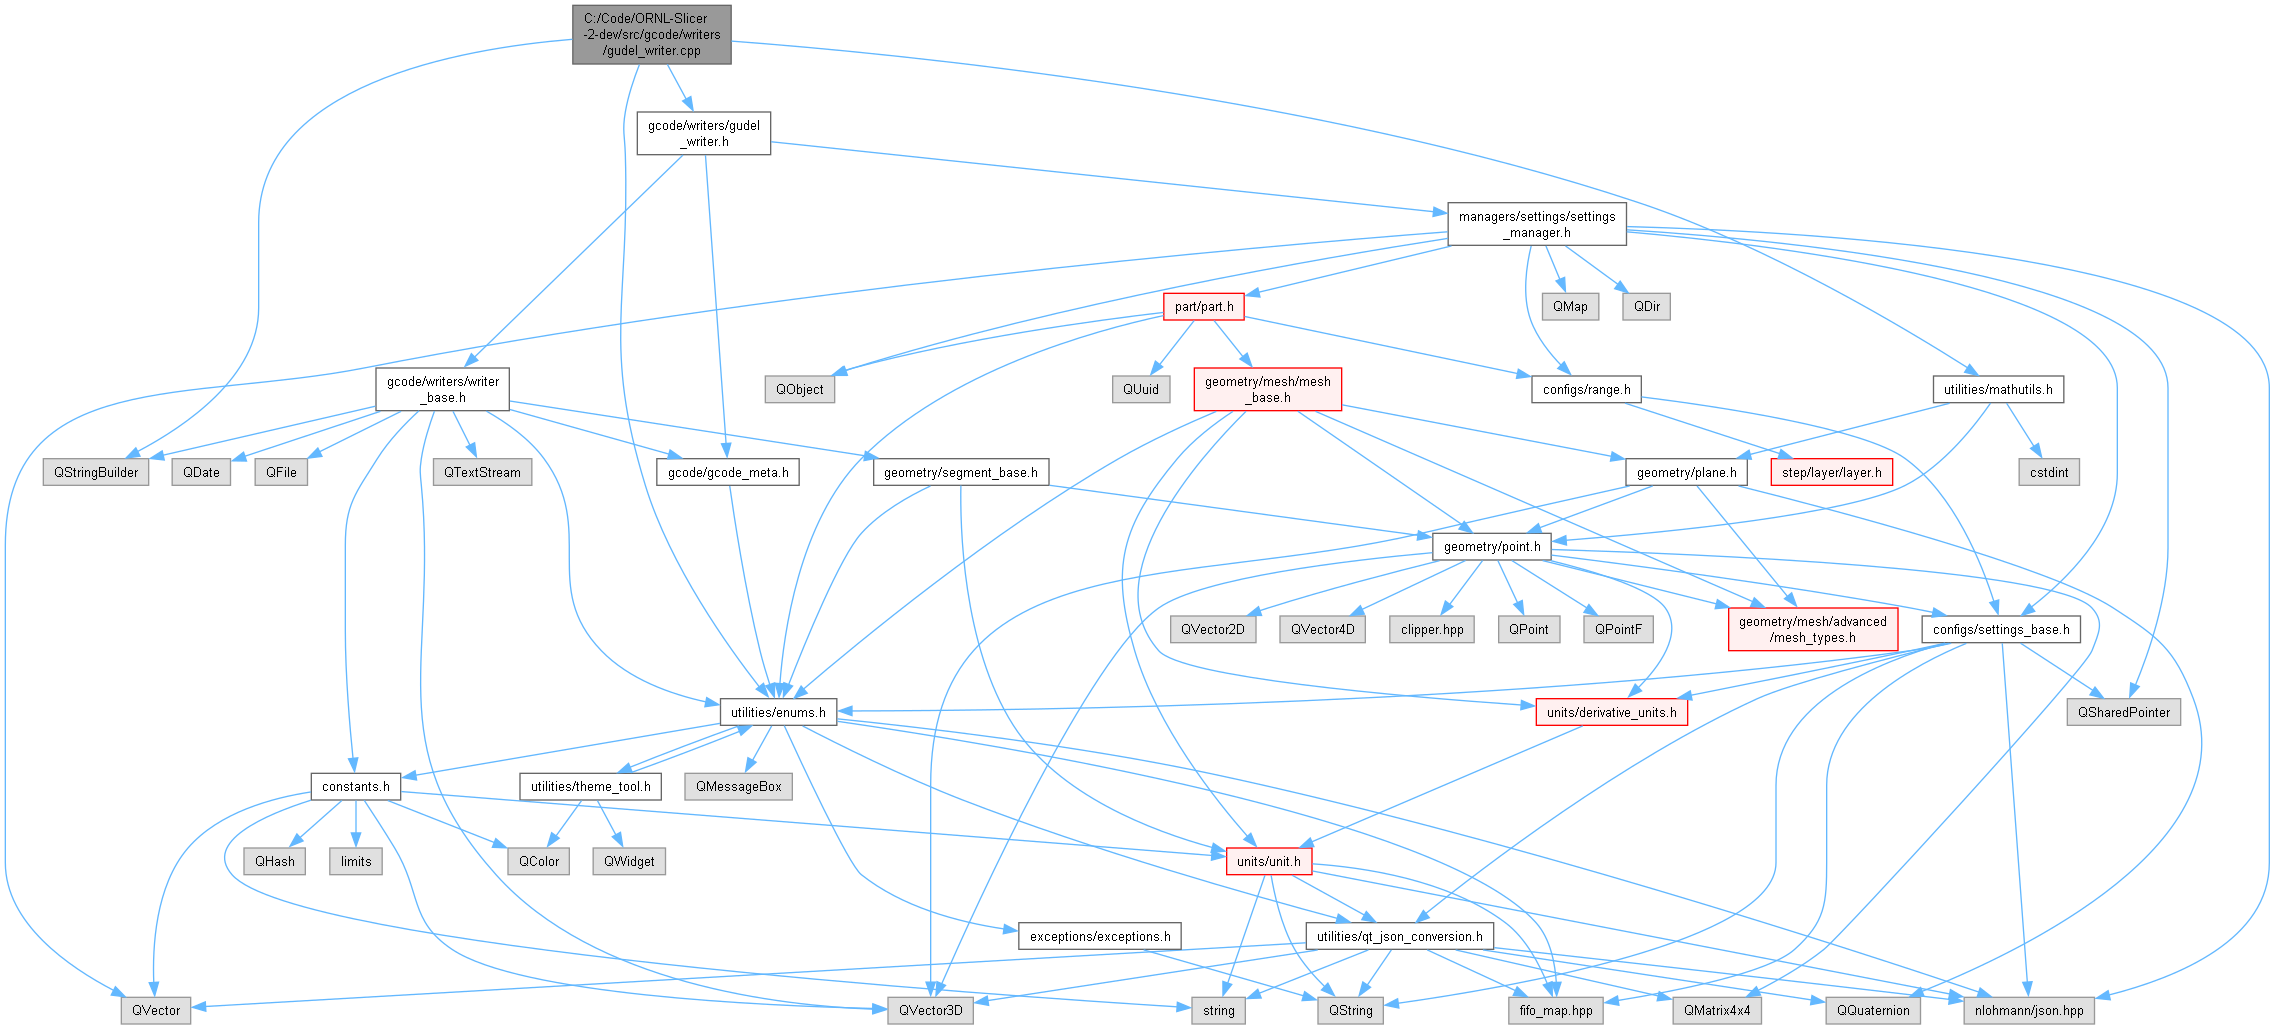 C:/Code/ORNL-Slicer
-2-dev/src/gcode/writers
/gudel_writer.cpp
gcode/writers/gudel
_writer.h
managers/settings/settings
_manager.h
part/part.h
QMap
QDir
gcode/writers/writer
_base.h
QObject
QUuid
geometry/mesh/mesh
_base.h
configs/range.h
utilities/mathutils.h
QStringBuilder
QDate
QFile
QTextStream
gcode/gcode_meta.h
geometry/segment_base.h
geometry/plane.h
step/layer/layer.h
cstdint
geometry/point.h
QVector2D
QVector4D
clipper.hpp
QPoint
QPointF
geometry/mesh/advanced
/mesh_types.h
configs/settings_base.h
utilities/enums.h
units/derivative_units.h
QSharedPointer
constants.h
utilities/theme_tool.h
QMessageBox
QHash
limits
QColor
QWidget
units/unit.h
exceptions/exceptions.h
utilities/qt_json_conversion.h
QVector
QVector3D
string
QString
fifo_map.hpp
QMatrix4x4
QQuaternion
nlohmann/json.hpp